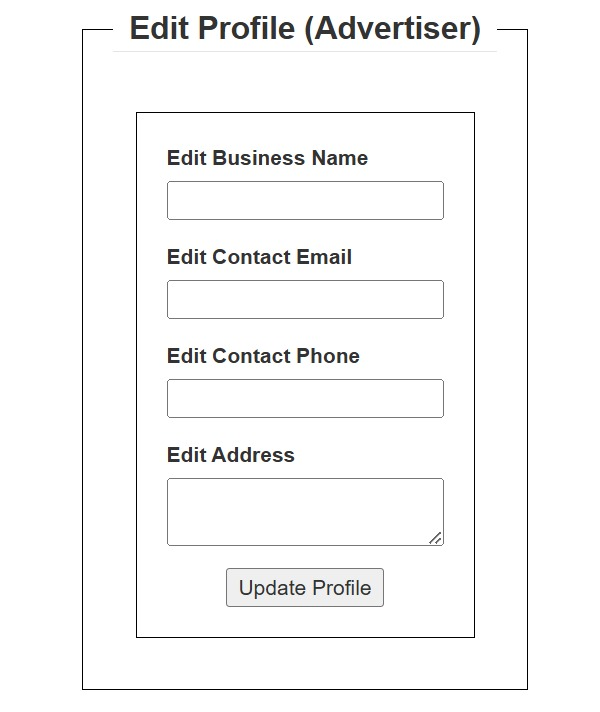 Edit Profile (Advertiser)
Edit Business Name
Edit Contact Email
Edit Contact Phone
Edit Address
Update Profile